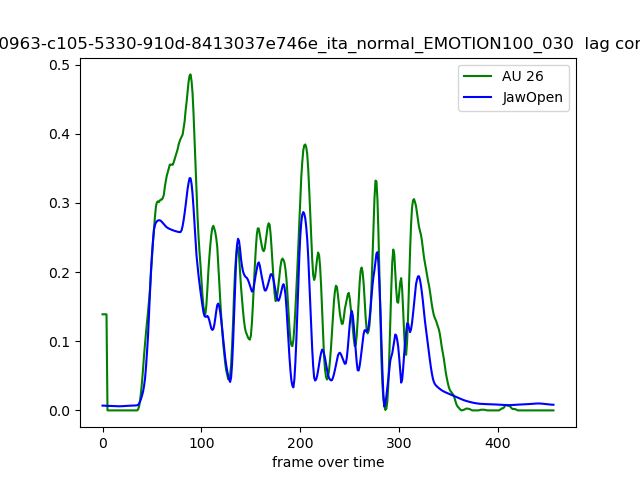 0963-c105-5330-910d-8413037e746e_ita_normal_EMOTION100_030 lag cor
0.5
AU 26
JawOpen
0.4
0.3
0.2
0.1
0.0
0 100 200 300 400
frame over time